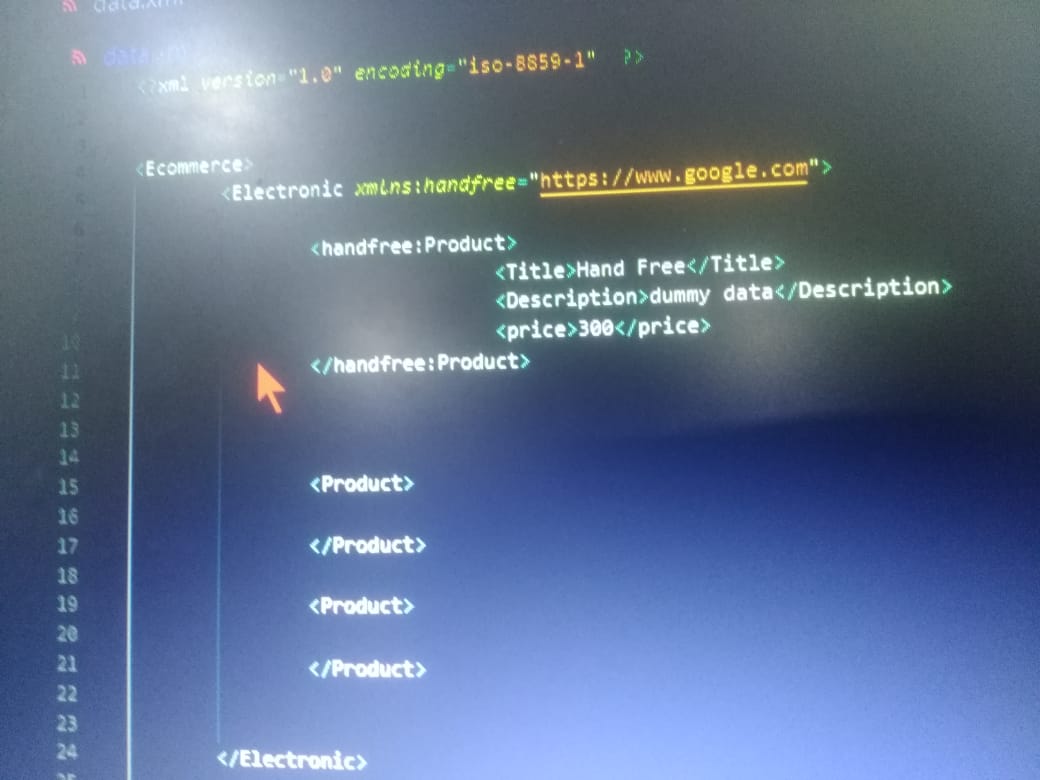 data.xml
data.xml
<?xml version="1.0" encoding="iso-8859-1" ?>
<Ecommerce>
<Electronic xmlns:handfree="https://www.google.com">
<handfree:Product>
<Title>Hand Free</Title>
<Description>dummy data</Description>
<price>300</price>
10
</handfree:Product>
11
12
13
14
15 <Product>
16
17 </Product>
18
19 <Product>
20
21 </Product>
22
23
24 </Electronic>